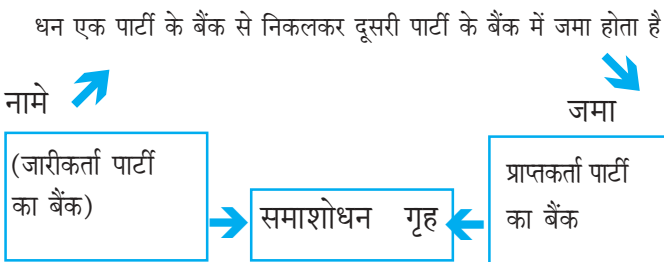 धन एक पार्टी के बैंक से निकलकर दूसरी पार्टी के बैंक में जमा होता है
नामे
जमा
(जारीकर्ता पार्टी
का बैंक)
समाशोधन गृह
प्राप्तकर्ता पार्टी
का बैंक